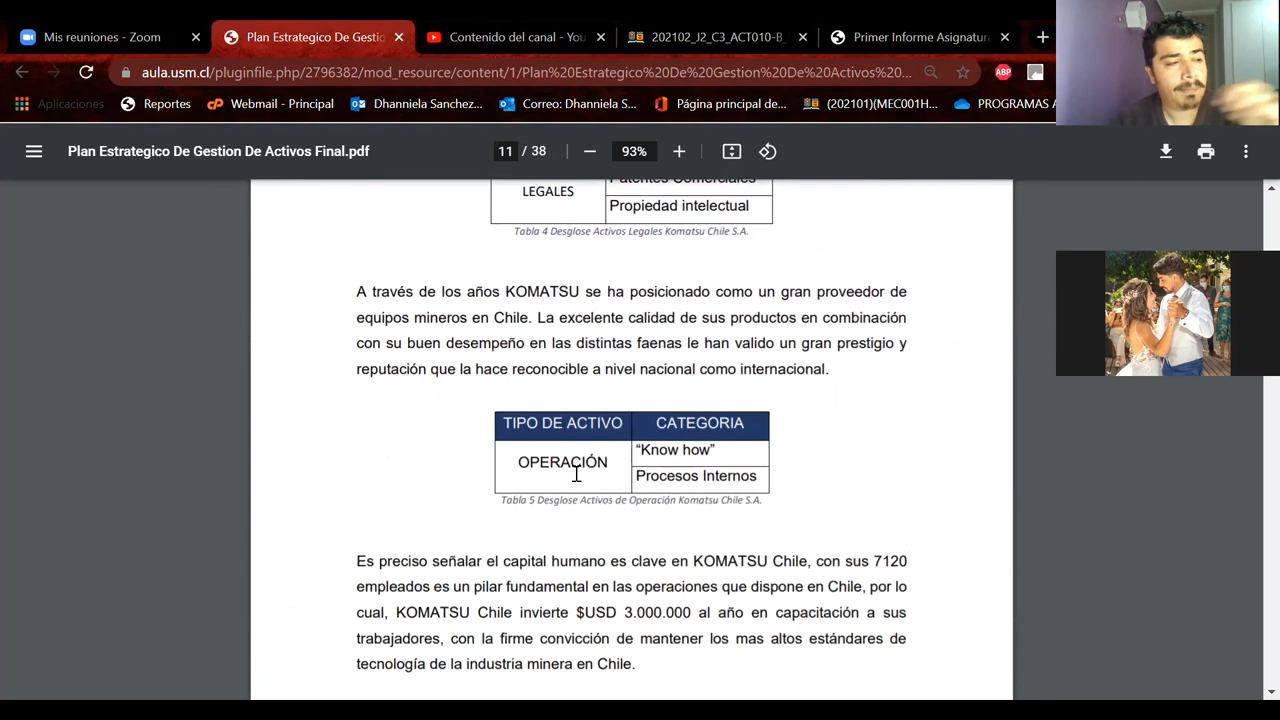 Mis reuniones - Zoom
Plan Estrategico De Gestio
Contenido del canal - You
202102_J2_C3_ACT010-B_
Primer Informe Asignatura
aula.usm.cl/pluginfile.php/2796382/mod_resource/content/1/Plan%20Estrategico%20De%20Gestion%20De%20Activos%20...
ABP
Aplicaciones
Reportes
Webmail - Principal
Dhanniela Sanchez...
Correo: Dhanniela S...
Página principal de...
(202101)(MEC001H...
PROGRAMAS A
Plan Estrategico De Gestion De Activos Final.pdf
11 / 38
93%
LEGALES
Patentes Comerciales
Propiedad intelectual
Tabla 4 Desglose Activos Legales Komatsu Chile S.A.
A través de los años KOMATSU se ha posicionado como un gran proveedor de
equipos mineros en Chile. La excelente calidad de sus productos en combinación
con su buen desempeño en las distintas faenas le han valido un gran prestigio y
reputación que la hace reconocible a nivel nacional como internacional.
TIPO DE ACTIVO CATEGORIA
OPERACIÓN
“Know how”
Procesos Internos
Tabla 5 Desglose Activos de Operación Komatsu Chile S.A.
Es preciso señalar el capital humano es clave en KOMATSU Chile, con sus 7120
empleados es un pilar fundamental en las operaciones que dispone en Chile, por lo
cual, KOMATSU Chile invierte $USD 3.000.000 al año en capacitación a sus
trabajadores, con la firme convicción de mantener los mas altos estándares de
tecnología de la industria minera en Chile.